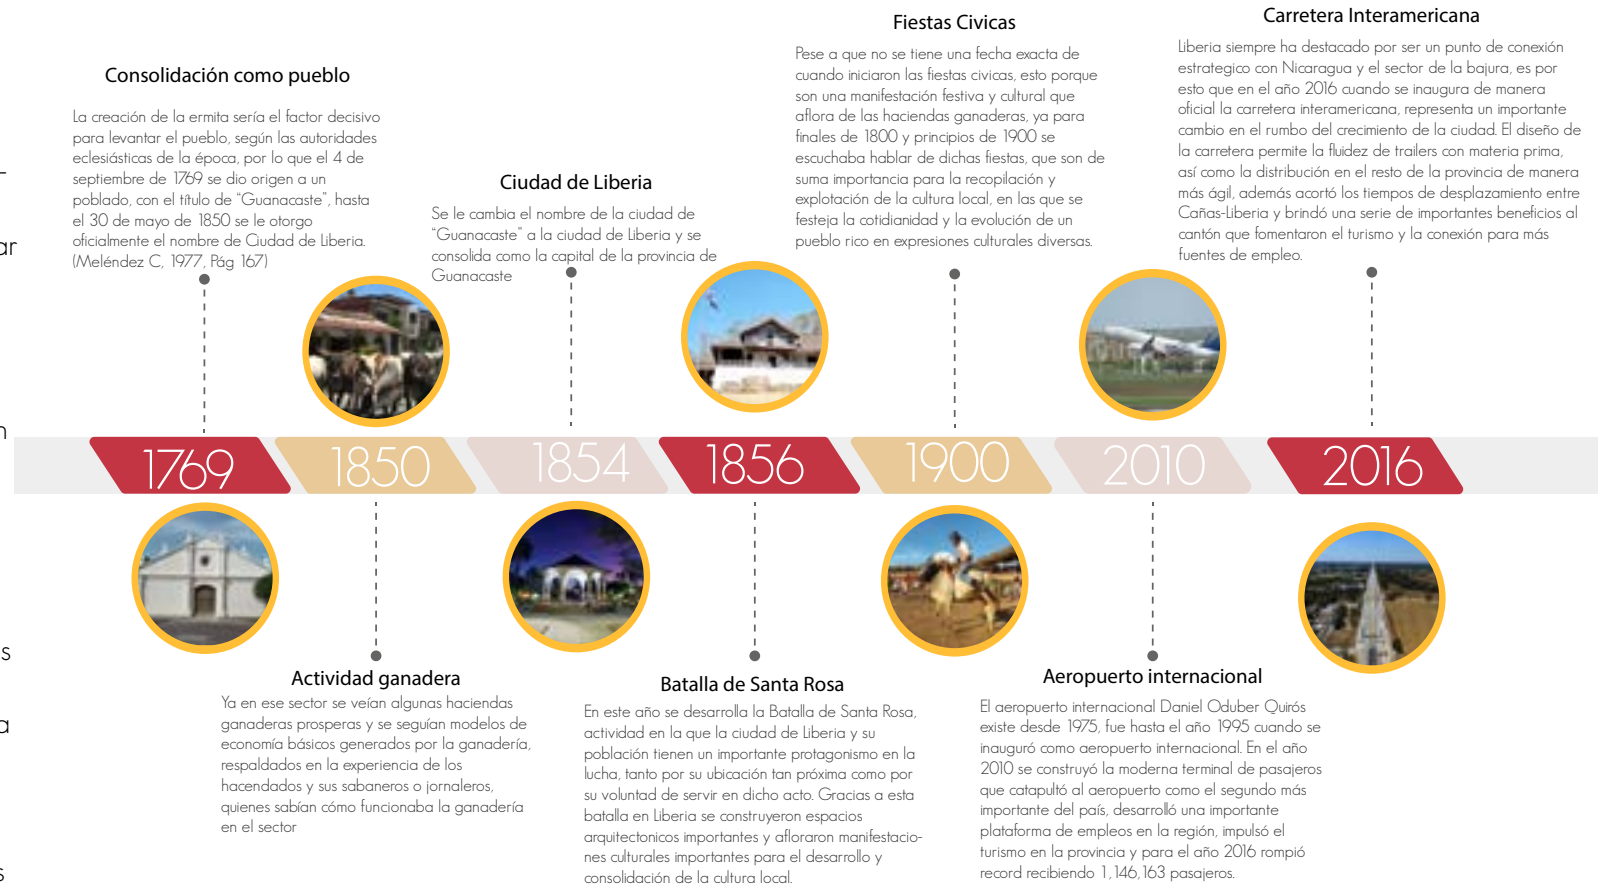 Consolidación como pueblo
La creación de la ermita sería el factor decisivo
para levantar el pueblo, según las autoridades
eclesiásticas de la época, por lo que el 4 de
septiembre de 1769 se dio origen a un
poblado, con el título de "Guanacaste", hasta
el 30 de mayo de 1850 se le otorgo
oficialmente el nombre de Ciudad de Liberia.
(Meléndez C, 1977, Pág 167)
Ciudad de Liberia
Se le cambia el nombre de la ciudad de
"Guanacaste" a la ciudad de Liberia y se
consolida como la capital de la provincia de
Guanacaste
Fiestas Civicas
Pese a que no se tiene una fecha exacta de
cuando iniciaron las fiestas civicas, esto porque
son una manifestación festiva y cultural que
aflora de las haciendas ganaderas, ya para
finales de 1800 y principios de 1900 se
escuchaba hablar de dichas fiestas, que son de
suma importancia para la recopilación y
explotación de la cultura local, en las que se
festeja la cotidianidad y la evolución de un
pueblo rico en expresiones culturales diversas.
Carretera Interamericana
Liberia siempre ha destacado por ser un punto de conexión
estrategico con Nicaragua y el sector de la bajura, es por
esto que en el año 2016 cuando se inaugura de manera
oficial la carretera interamericana, representa un importante
cambio en el rumbo del crecimiento de la ciudad. El diseño de
la carretera permite la fluidez de trailers con materia prima,
así como la distribución en el resto de la provincia de manera
más ágil, además acortó los tiempos de desplazamiento entre
Cañas-Liberia y brindó una serie de importantes beneficios al
cantón que fomentaron el turismo y la conexión para más
fuentes de empleo.
1769
1850
1854
1856
1900
2010
2016
Actividad ganadera
Ya en ese sector se veían algunas haciendas
ganaderas prosperas y se seguían modelos de
economía básicos generados por la ganadería,
respaldados en la experiencia de los
hacendados y sus sabaneros o jornaleros,
quienes sabían cómo funcionaba la ganadería
en el sector
Batalla de Santa Rosa
En este año se desarrolla la Batalla de Santa Rosa,
actividad en la que la ciudad de Liberia y su
población tienen un importante protagonismo en la
lucha, tanto por su ubicación tan próxima como por
su voluntad de servir en dicho acto. Gracias a esta
batalla en Liberia se construyeron espacios
arquitectonicos importantes y afloraron manifestacio-
nes culturales importantes para el desarrollo y
consolidación de la cultura local.
Aeropuerto internacional
El aeropuerto internacional Daniel Oduber Quirós
existe desde 1975, fue hasta el año 1995 cuando se
inauguró como aeropuerto internacional. En el año
2010 se construyó la moderna terminal de pasajeros
que catapultó al aeropuerto como el segundo más
importante del país, desarrolló una importante
plataforma de empleos en la región, impulsó el
turismo en la provincia y para el año 2016 rompió
record recibiendo 1,146,163 pasajeros.